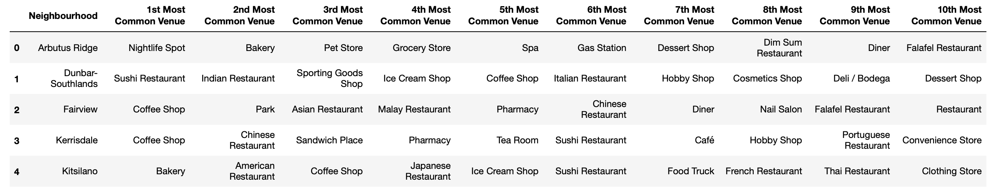 Neighbourhood 1st Most Common Venue 2nd Most Common Venue 3rd Most Common Venue 4th Most Common Venue 5th Most Common Venue 6th Most Common Venue 7th Most Common Venue 8th Most Common Venue 9th Most Common Venue 10th Most Common Venue
0 Arbutus Ridge Nightlife Spot Bakery Pet Store Grocery Store Spa Gas Station Dessert Shop Dim Sum Restaurant Diner Falafel Restaurant
1 Dunbar-Southlands Sushi Restaurant Indian Restaurant Sporting Goods Shop Ice Cream Shop Coffee Shop Italian Restaurant Hobby Shop Cosmetics Shop Deli / Bodega Dessert Shop
2 Fairview Coffee Shop Park Asian Restaurant Malay Restaurant Pharmacy Chinese Restaurant Diner Nail Salon Falafel Restaurant Restaurant
3 Kerrisdale Coffee Shop Chinese Restaurant Sandwich Place Pharmacy Tea Room Sushi Restaurant Café Hobby Shop Portuguese Restaurant Convenience Store
4 Kitsilano Bakery American Restaurant Coffee Shop Japanese Restaurant Ice Cream Shop Sushi Restaurant Food Truck French Restaurant Thai Restaurant Clothing Store